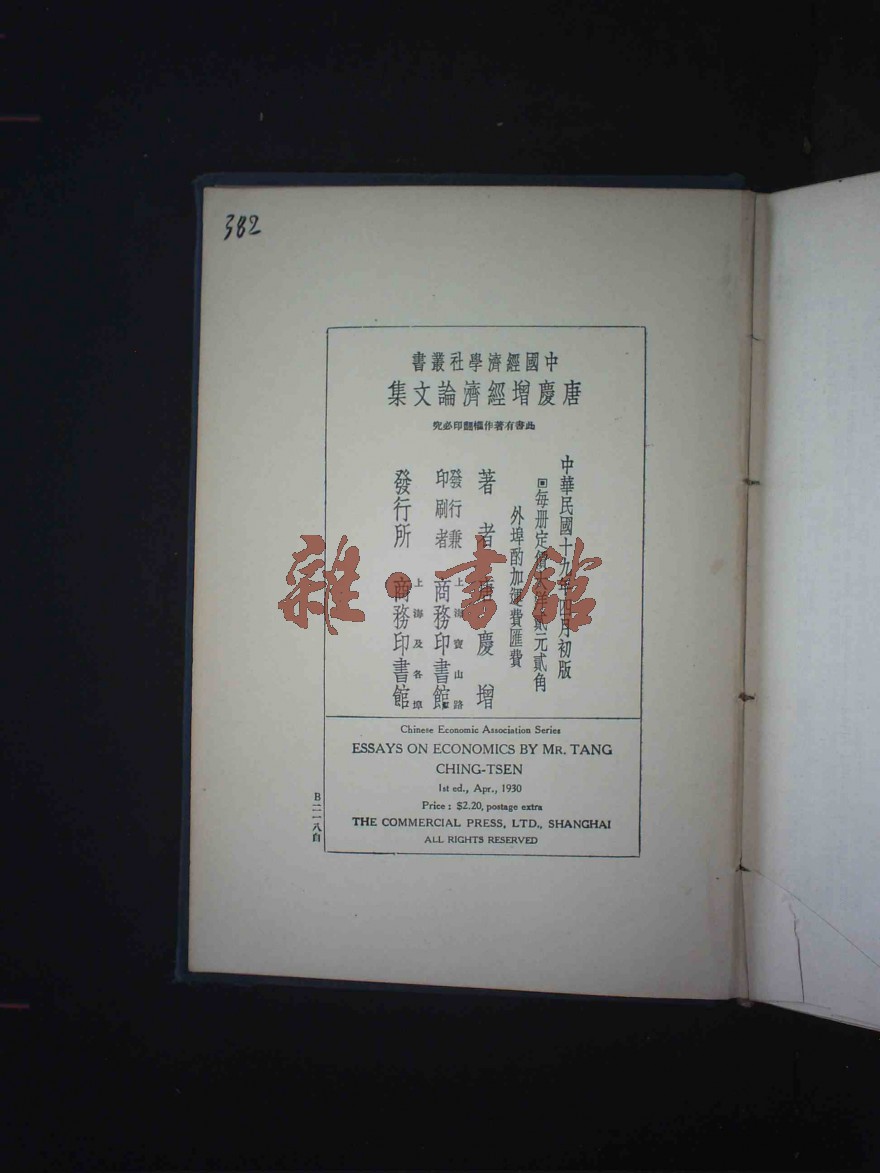 382
中國經濟學社叢書
唐慶增經濟論文集
此書有著作權翻印必究
中華民國十九年四月初版
回每册定價大洋貳元貳角
外埠酌加運費匯費
著者唐慶增
發行兼
印刷者
上海寶山路
商務印書館
發行所
上海及各埠
商務印書館
雜·書館
Chinese Economic Association Series
ESSAYS ON ECONOMICS BY MR. TANG
CHING-TSEN
1st ed., Apr., 1930
Price : $2.20, postage extra
THE COMMERCIAL PRESS, LTD., SHANGHAI
ALL RIGHTS RESERVED
B二一一八自